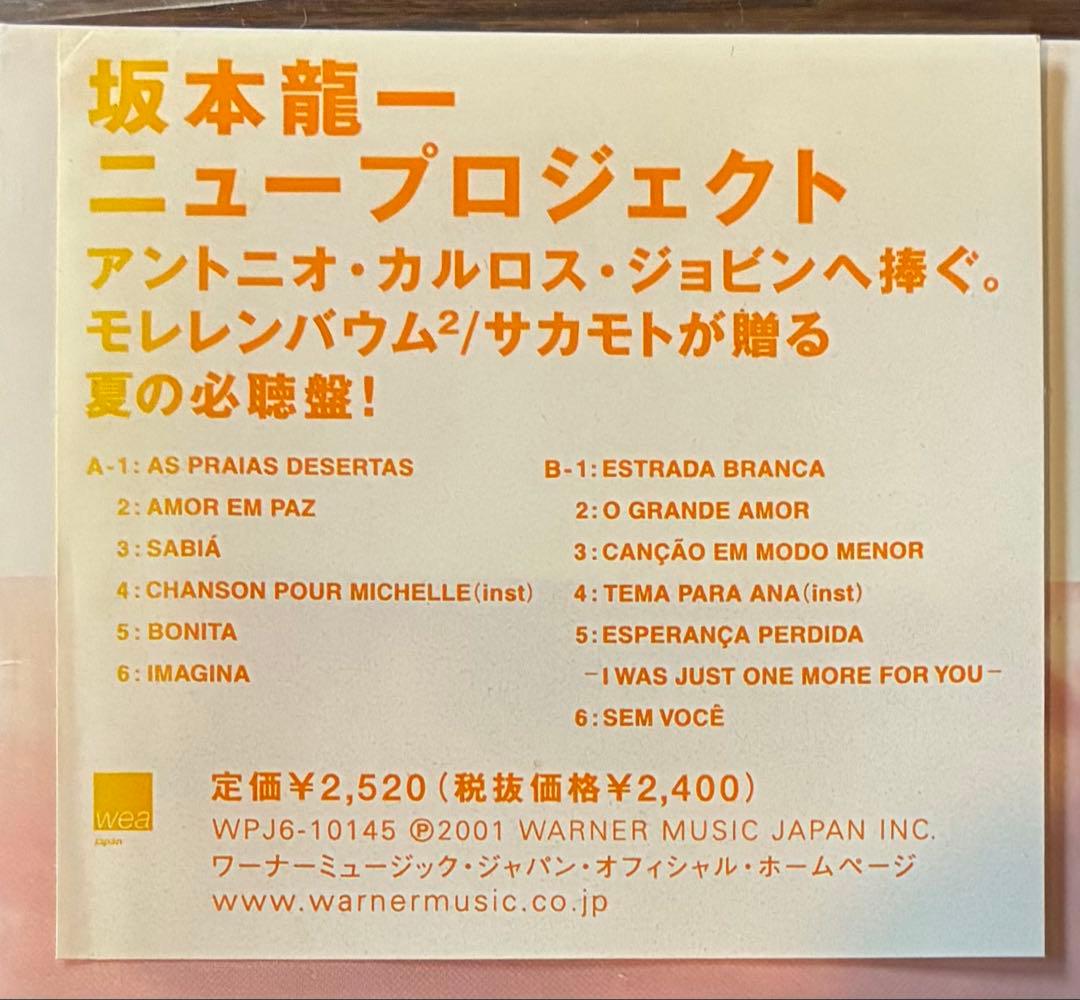 坂本龍一
ニュープロジェクト
アントニオ・カルロス・ジョビンへ捧ぐ。
モレレンバウム²/サカモトが贈る
夏の必聴盤!
A-1: AS PRAIAS DESERTAS
2: AMOR EM PAZ
3: SABIÁ
4: CHANSON POUR MICHELLE(inst)
5: BONITA
6: IMAGINA
B-1: ESTRADA BRANCA
2: O GRANDE AMOR
3: CANÇÃO EM MODO MENOR
4: TEMA PARA ANA(inst)
5: ESPERANÇA PERDIDA
－I WAS JUST ONE MORE FOR YOU－
6: SEM VOCÊ
wea
japan
定価¥2,520(税抜価格¥2,400)
WPJ6-10145 ℗2001 WARNER MUSIC JAPAN INC.
ワーナーミュージック・ジャパン・オフィシャル・ホームページ
www.warnermusic.co.jp